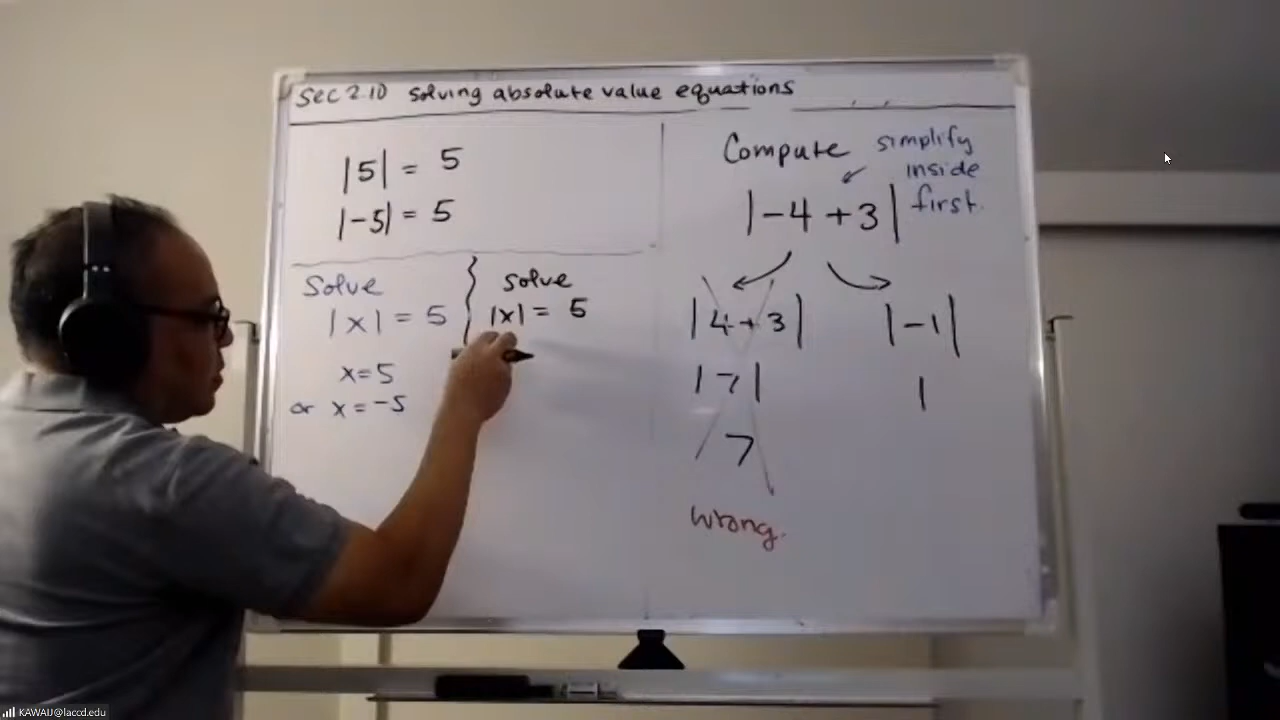 Sec 2.10 solving absolute value equations
|5| = 5
|-5| = 5
Solve
|x| = 5
x=5
or x = -5
solve
|x| = 5
Compute
simplify
inside
first.
|-4 +3|
|4 + 3|
|7|
7
wrong.
|-1|
1
KAWAIJ@laccd.edu